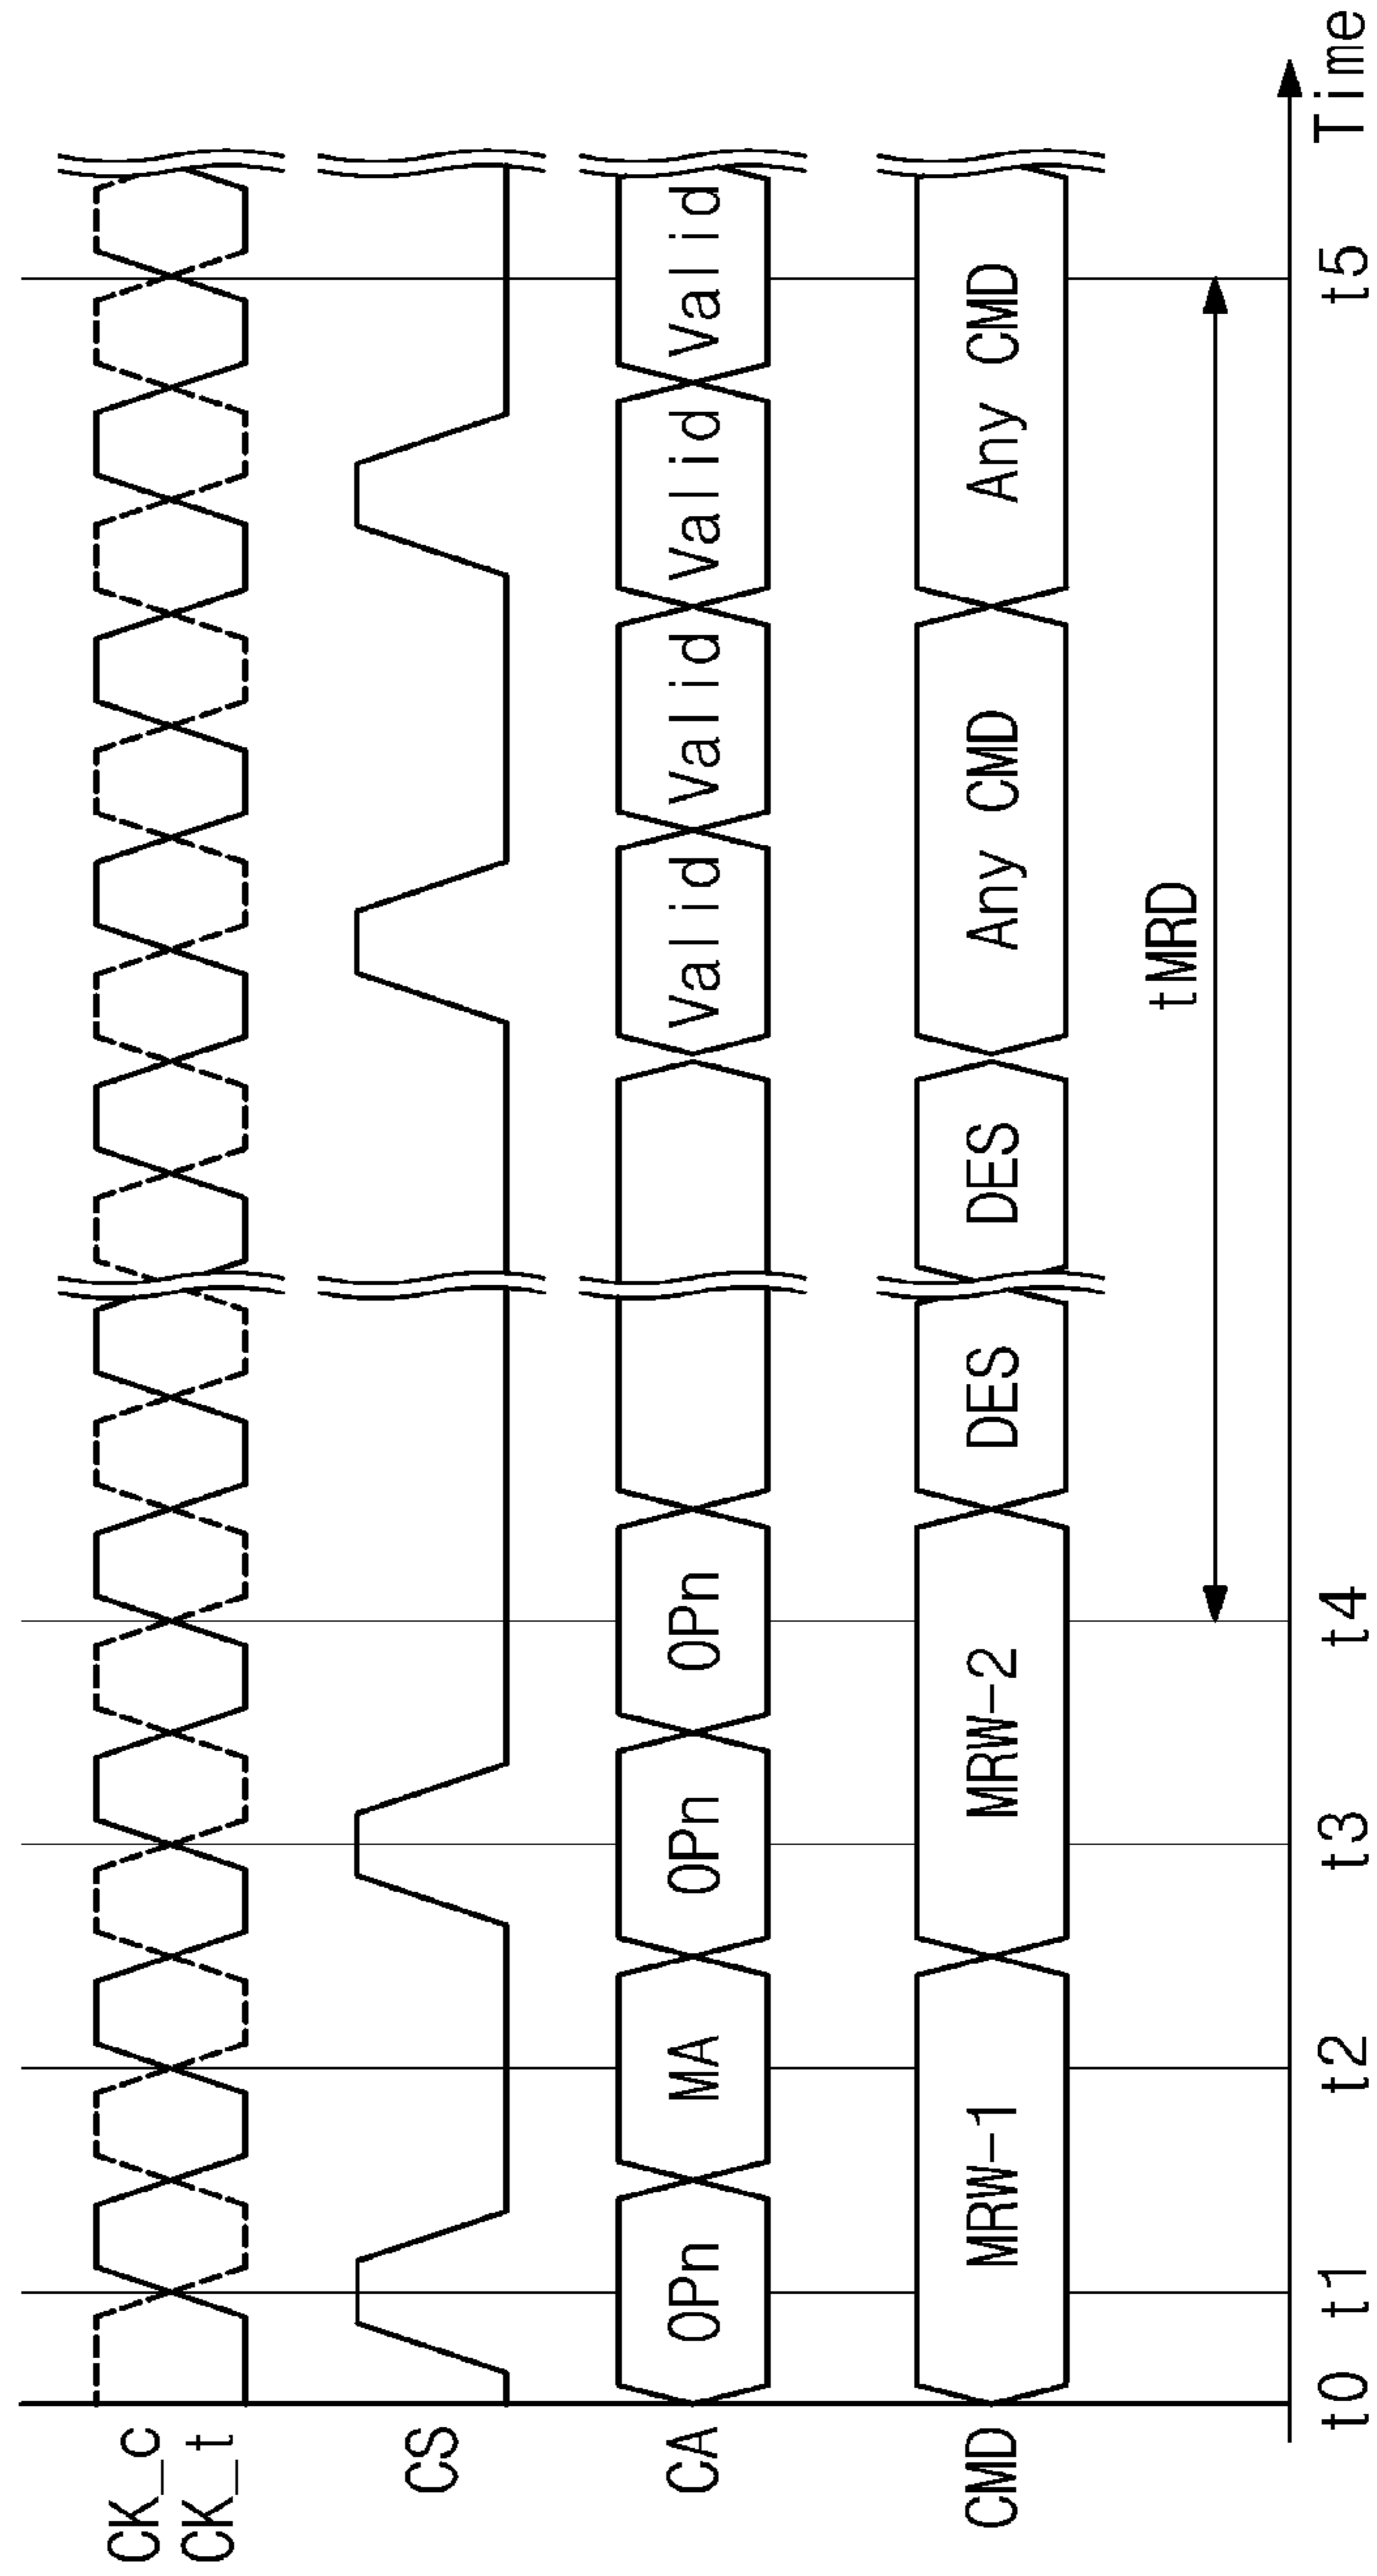 CK_c
CK_t
CS
CA OPn MA OPn OPn Valid Valid Valid Valid
CMD MRW-1 MRW-2 DES DES Any CMD Any CMD
tMRD
t0 t1 t2 t3 t4 t5 Time